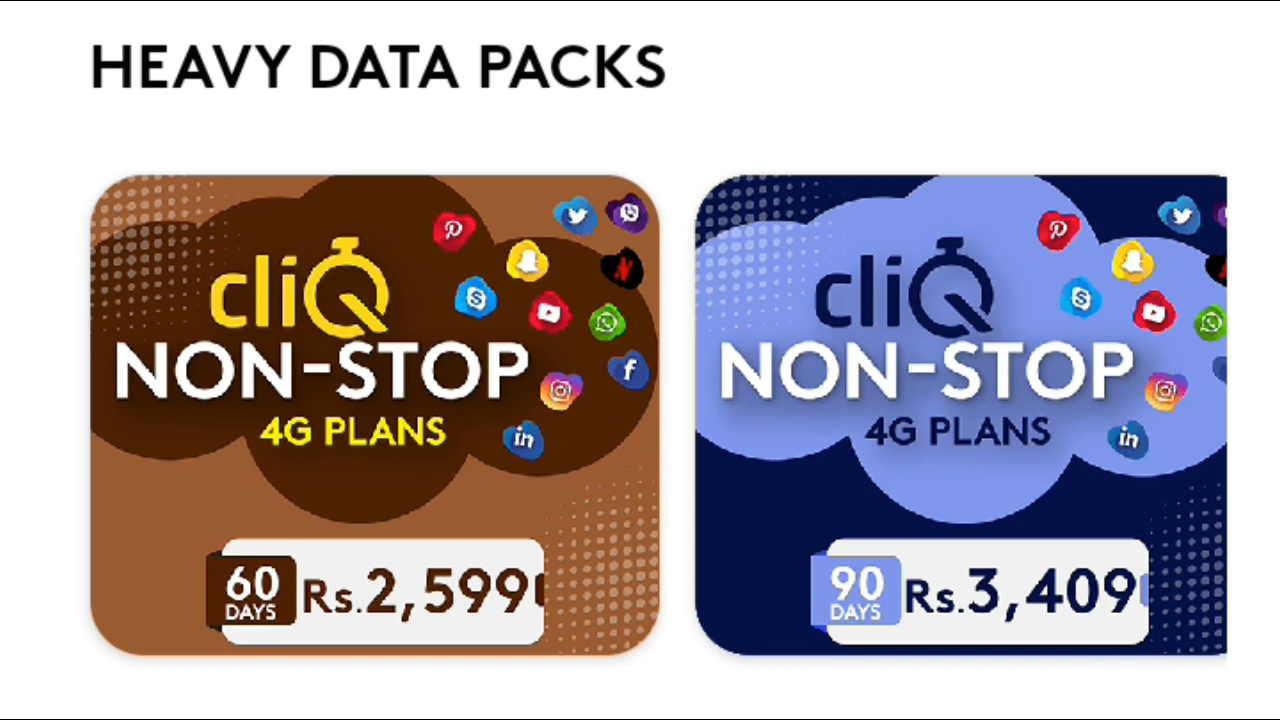 HEAVY DATA PACKS
cliQ
NON-STOP
4G PLANS
60
DAYS
Rs.2,599
cliQ
NON-STOP
4G PLANS
90
DAYS
Rs.3,409